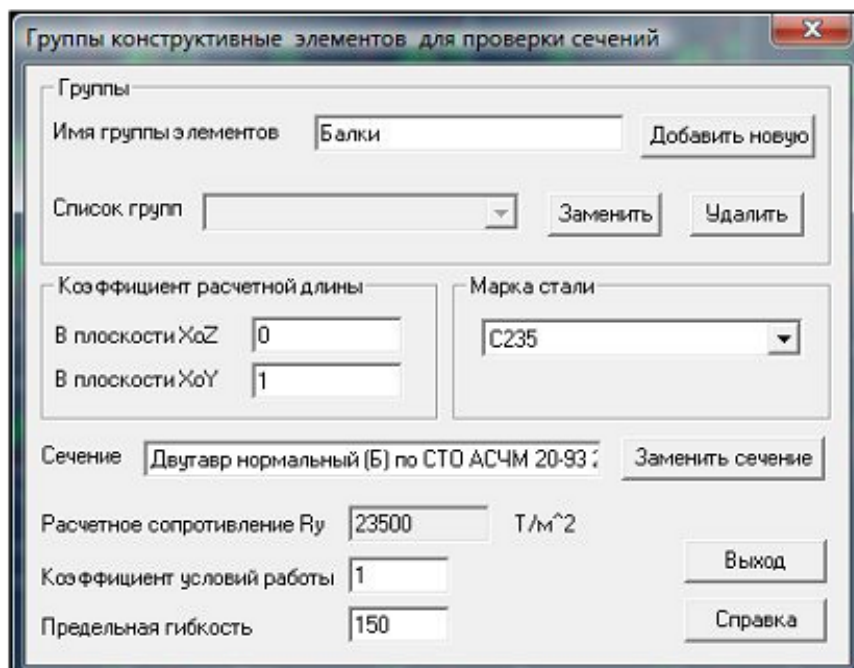 Группы конструктивные элементов для проверки сечений
Группы
Имя группы элементов Балки Добавить новую
Список групп Заменить Удалить
Коэффициент расчетной длины Марка стали
В плоскости XoZ 0 C235
В плоскости XoY 1
Сечение Двутавр нормальный (Б) по СТО АСЧМ 20-93 Заменить сечение
Расчетное сопротивление Ry 23500 Т/м^2
Коэффициент условий работы 1 Выход
Предельная гибкость 150 Справка